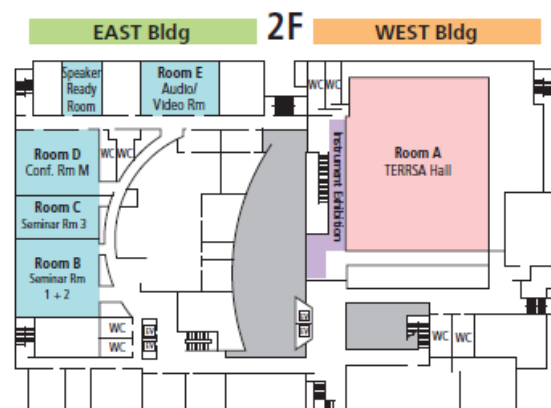 EAST Bldg
2F
WEST Bldg
Speaker
Ready
Room
Room E
Audio/
Video Rm
WC
WC
Room D
Conf. Rm M
WC
WC
Instrument Exhibition
Room A
TERRSA Hall
Room C
Seminar Rm 3
Room B
Seminar Rm
1 + 2
WC
WC
EV
EV
EV
EV
WC
WC